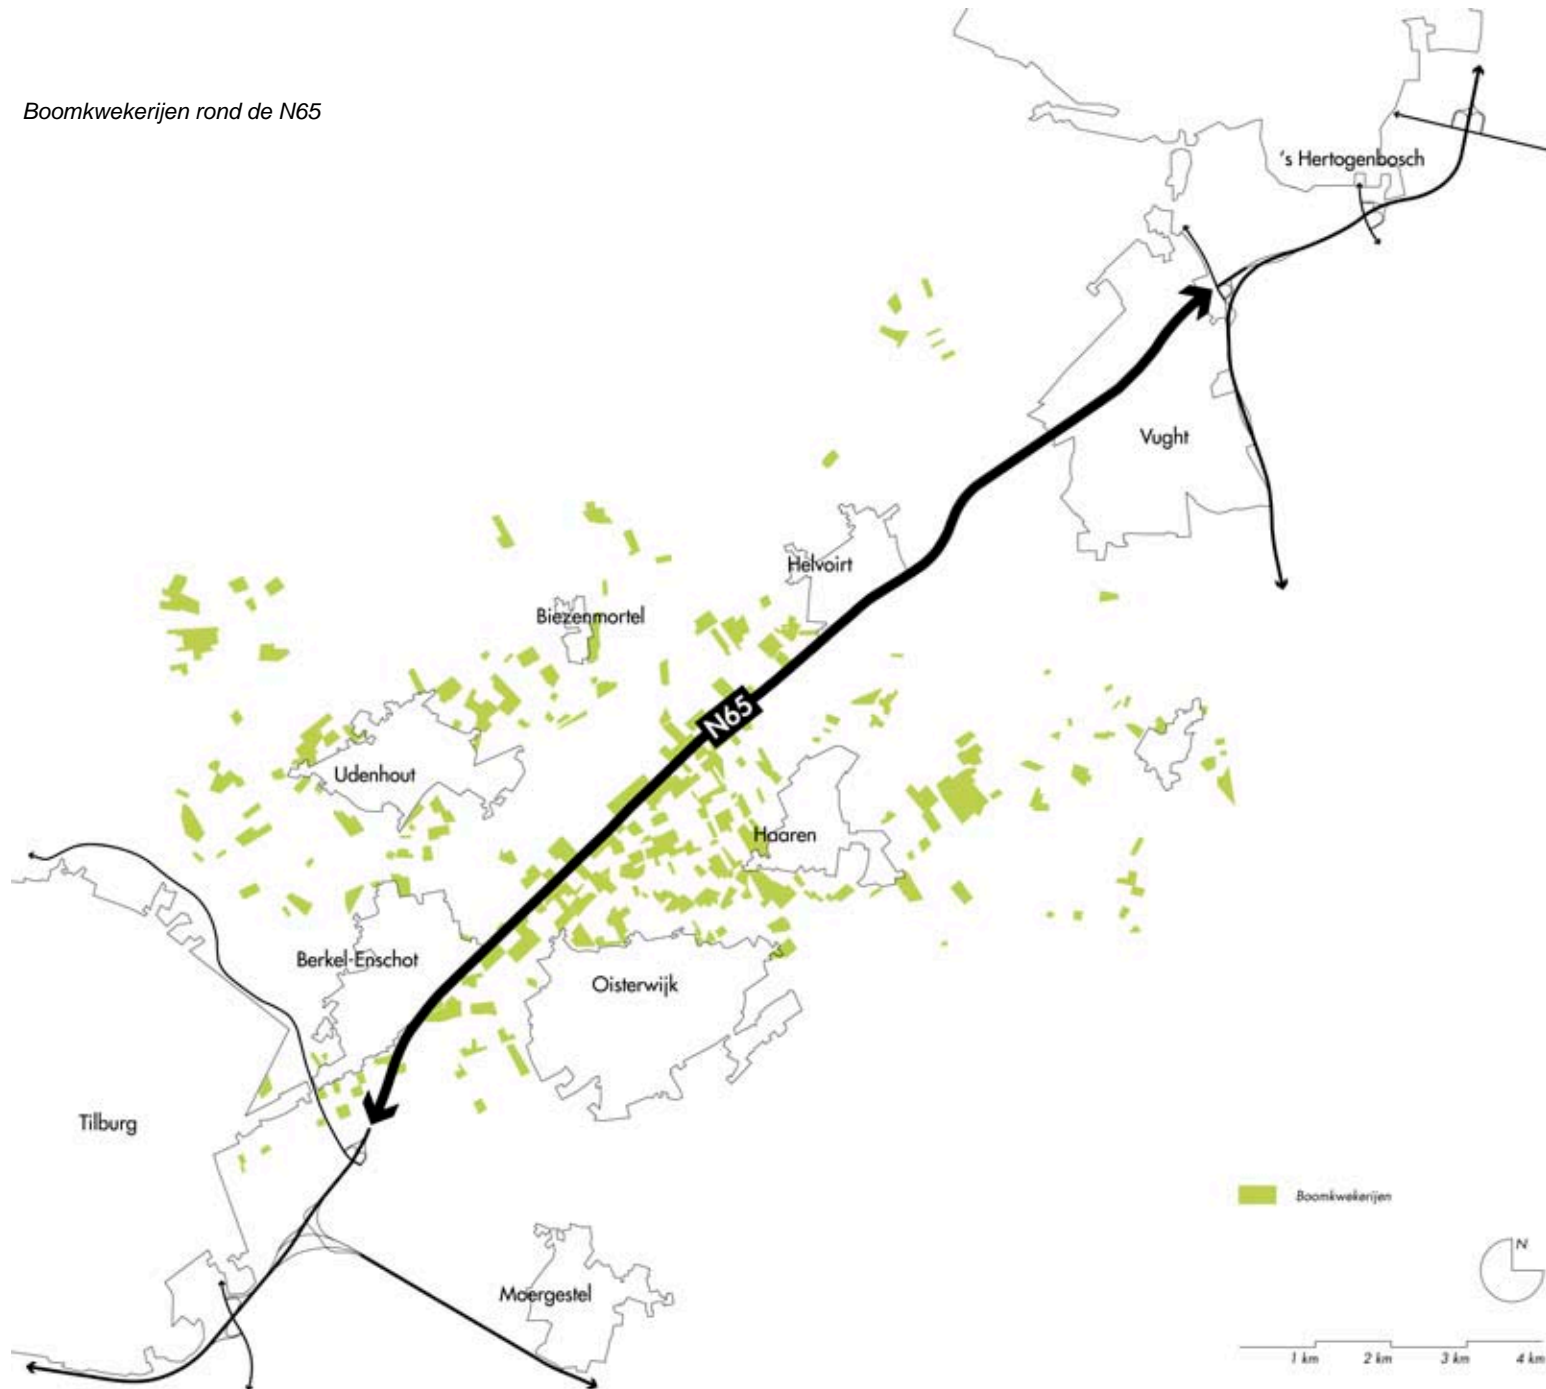 Boomkwekerijen rond de N65
's Hertogenbosch
Vught
Helvoirt
Biezenmortel
N65
Udenhout
Haaren
Berkel-Enschot
Oisterwijk
Tilburg
Boomkwekerijen
N
Moergestel
1 km 2 km 3 km 4 km